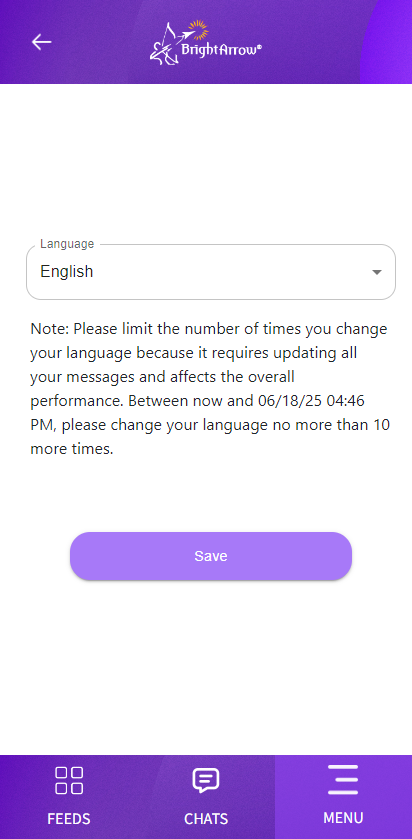 BrightArrow®
Language
English
Note: Please limit the number of times you change
your language because it requires updating all
your messages and affects the overall
performance. Between now and 06/18/25 04:46
PM, please change your language no more than 10
more times.
Save
FEEDS
CHATS
MENU